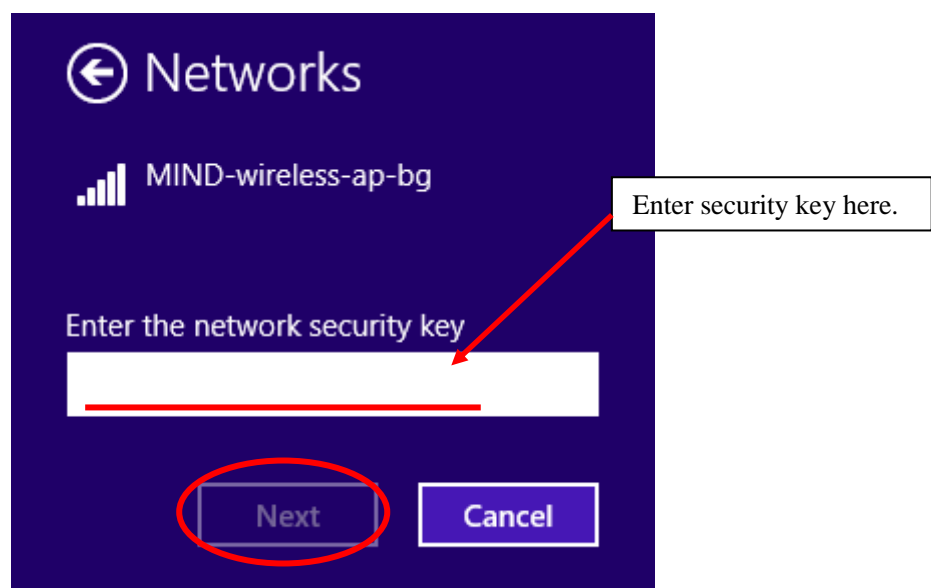 Networks
MIND-wireless-ap-bg
Enter security key here.
Enter the network security key
Next
Cancel